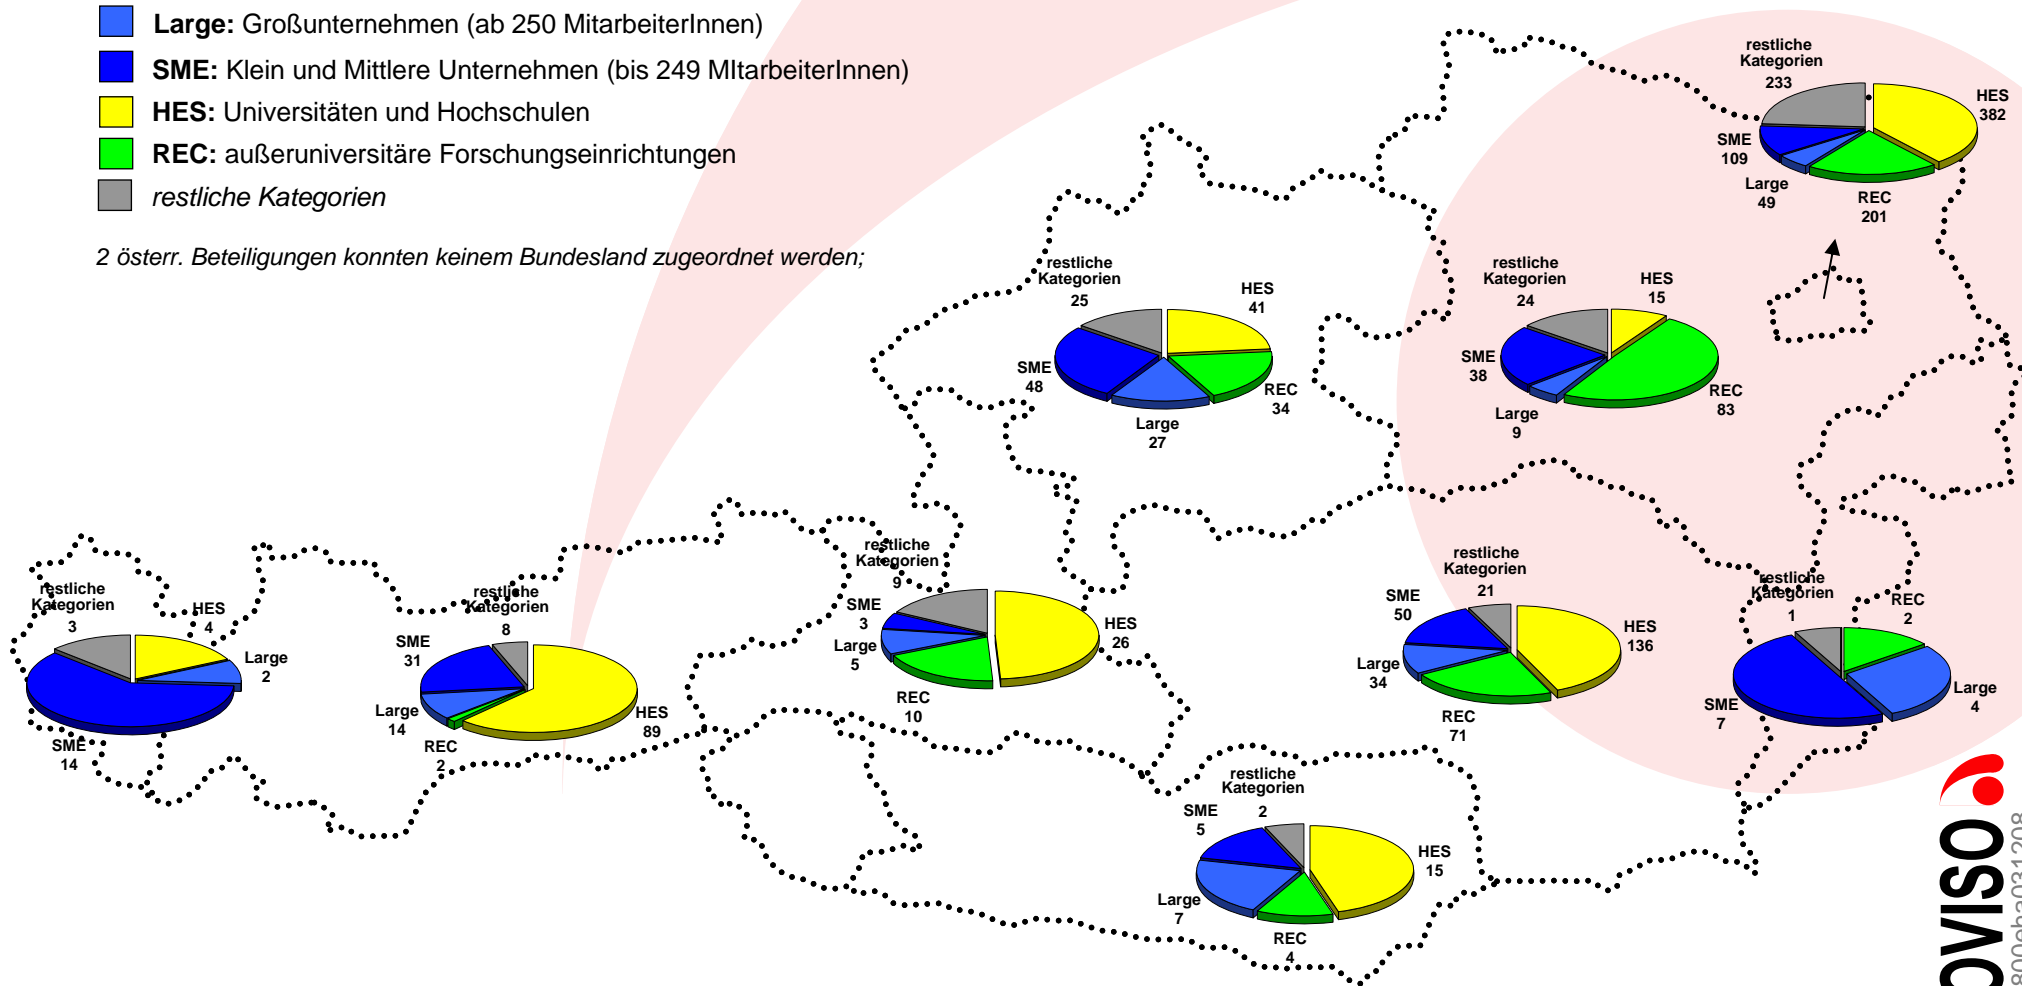 Large: Großunternehmen (ab 250 MitarbeiterInnen)
SME: Klein und Mittlere Unternehmen (bis 249 MItarbeiterInnen)
HES: Universitäten und Hochschulen
REC: außeruniversitäre Forschungseinrichtungen
restliche Kategorien
2 österr. Beteiligungen konnten keinem Bundesland zugeordnet werden;
restliche
Kategorien
233
HES
382
SME
109
Large
49
REC
201
restliche
Kategorien
25
HES
41
SME
48
REC
34
Large
27
restliche
Kategorien
24
HES
15
SME
38
REC
83
Large
9
restliche
Kategorien
3
HES
4
Large
2
SME
14
restliche
Kategorien
8
SME
31
Large
14
REC
2
HES
89
restliche
Kategorien
9
SME
3
Large
5
REC
10
HES
26
restliche
Kategorien
21
SME
50
HES
136
Large
34
REC
71
restliche
Kategorien
1
REC
2
Large
4
SME
7
restliche
Kategorien
2
SME
5
HES
15
Large
7
REC
4
OVISO
800eha031208